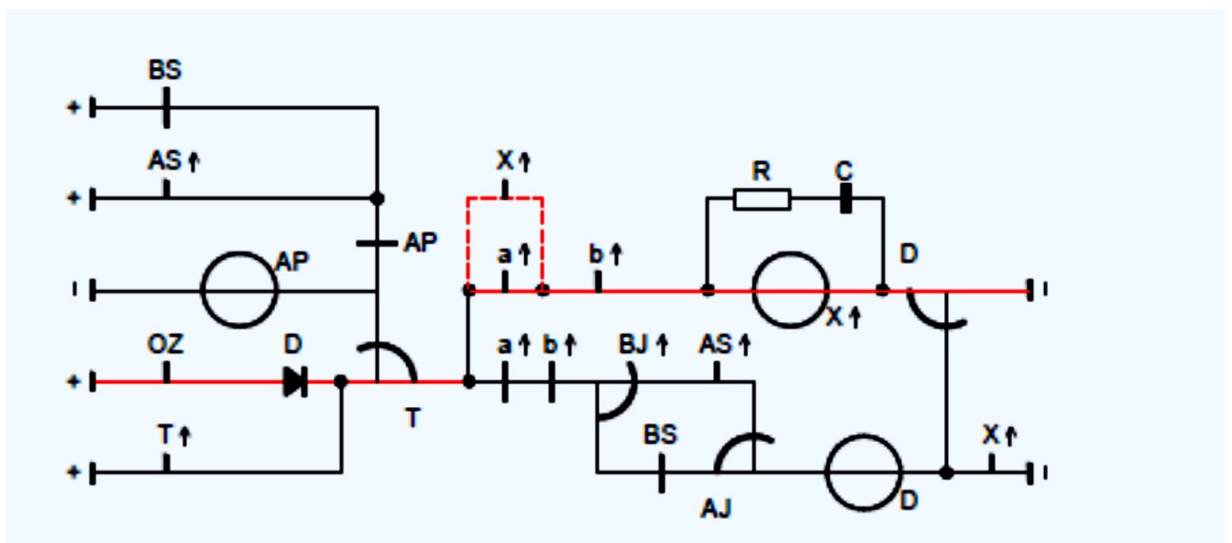 BS
+
AS ↑
+
X ↑
R
C
AP
AP
a ↑
b ↑
D
I
X ↑
I
OZ
D
a ↑
b ↑
BJ ↑
AS ↑
+
T
T ↑
BS
X ↑
+
AJ
D
I